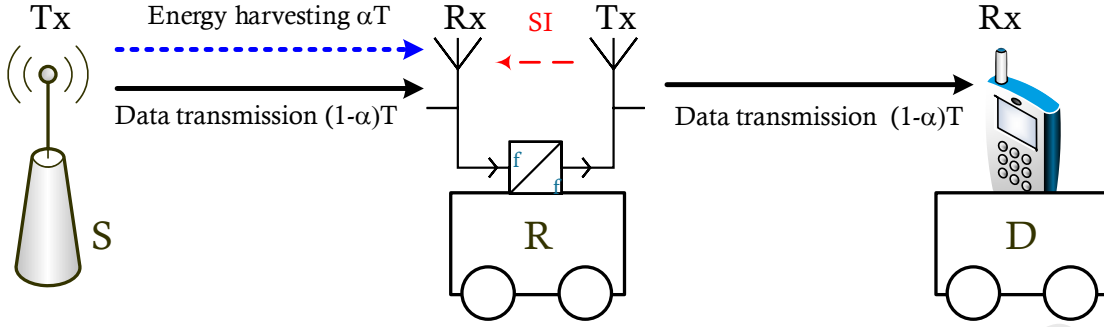 Tx
Energy harvesting αT
Rx
SI
Tx
Rx
Data transmission (1-α)T
Data transmission (1-α)T
f
f
S
R
D